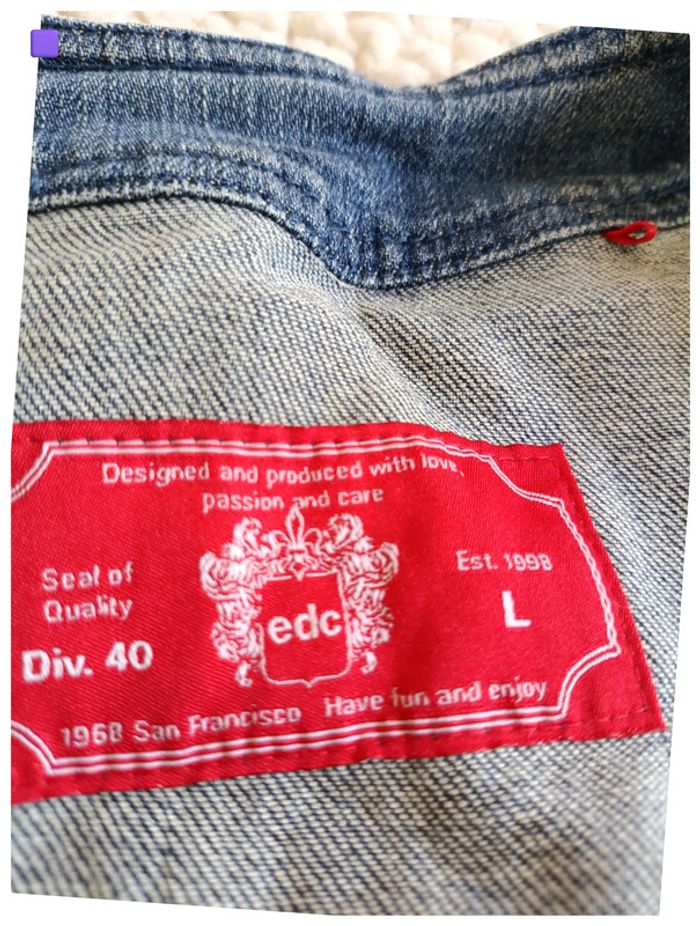 Designed and produced with love,
passion and care
Seal of
Quality
Div. 40
edc
Est. 1998
L
1968 San Francisco Have fun and enjoy